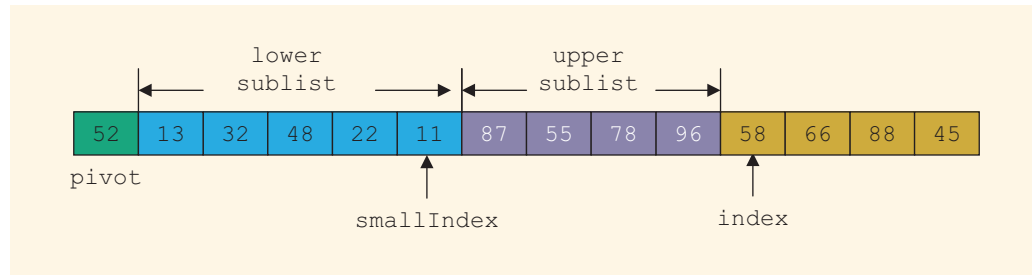 lower
sublist
upper
sublist
52 13 32 48 22 11 87 55 78 96 58 66 88 45
pivot
smallIndex
index